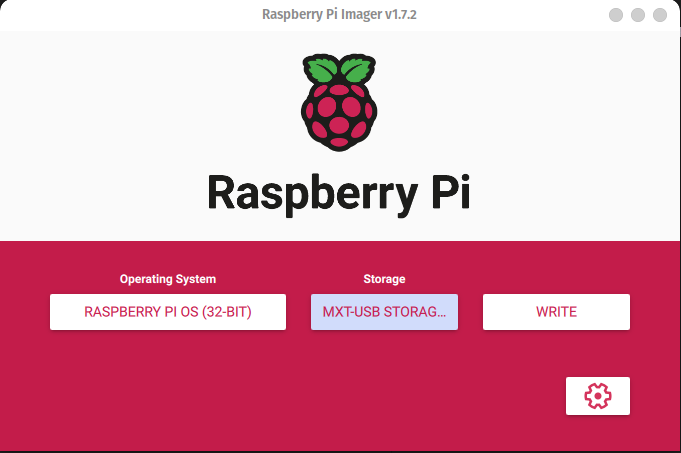 Raspberry Pi Imager v1.7.2
Raspberry Pi
Operating System
Storage
RASPBERRY PI OS (32-BIT)
MXT-USB STORAG...
WRITE